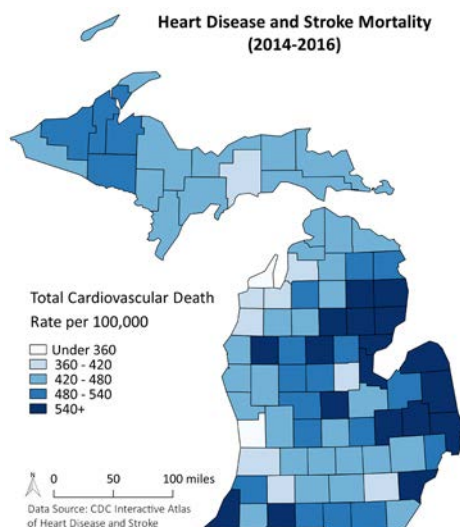 Heart Disease and Stroke Mortality
(2014-2016)
Total Cardiovascular Death
Rate per 100,000
Under 360
360 - 420
420 - 480
480 - 540
540+
N
0 50 100 miles
Data Source: CDC Interactive Atlas
of Heart Disease and Stroke